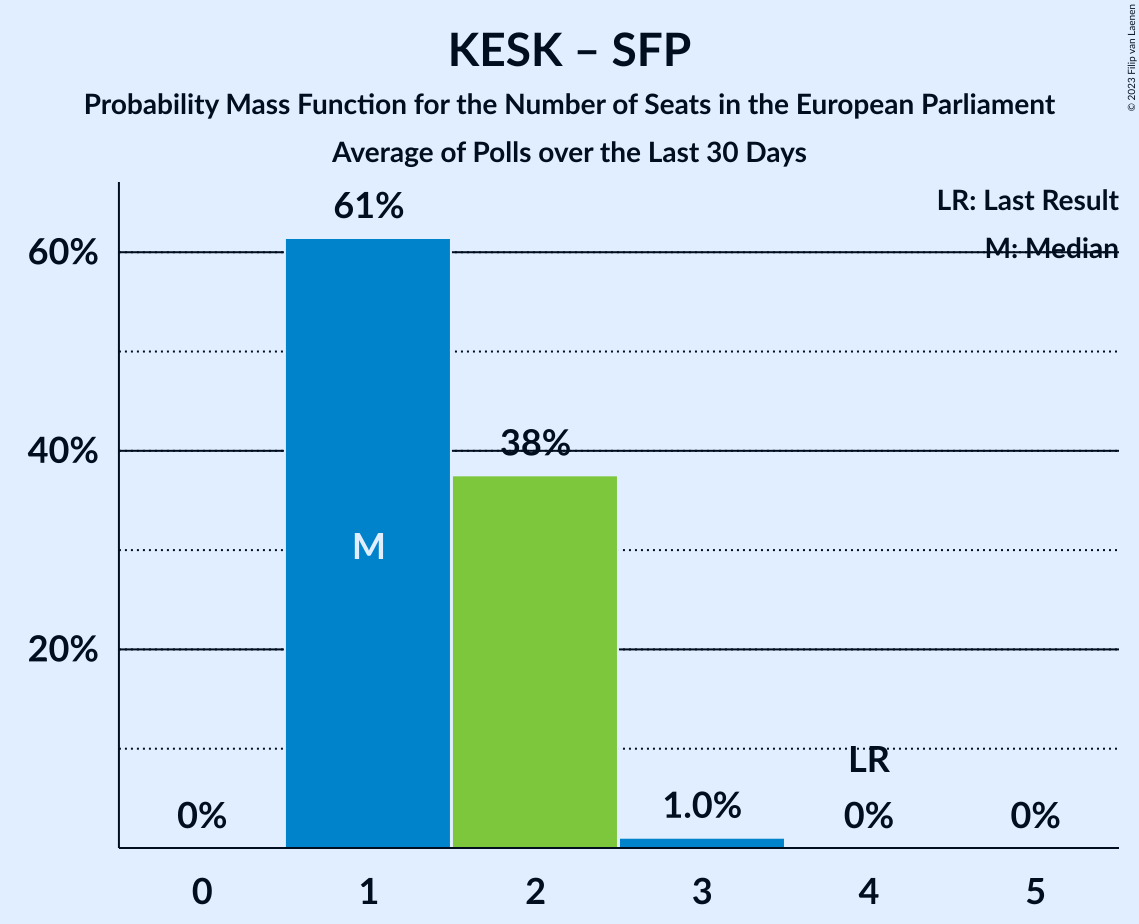 KESK – SFP
Probability Mass Function for the Number of Seats in the European Parliament
Average of Polls over the Last 30 Days
© 2023 Filip van Laenen
LR: Last Result
M: Median
61%
60%
38%
40%
M
20%
LR
0%
1.0%
0%
0%
0
1
2
3
4
5